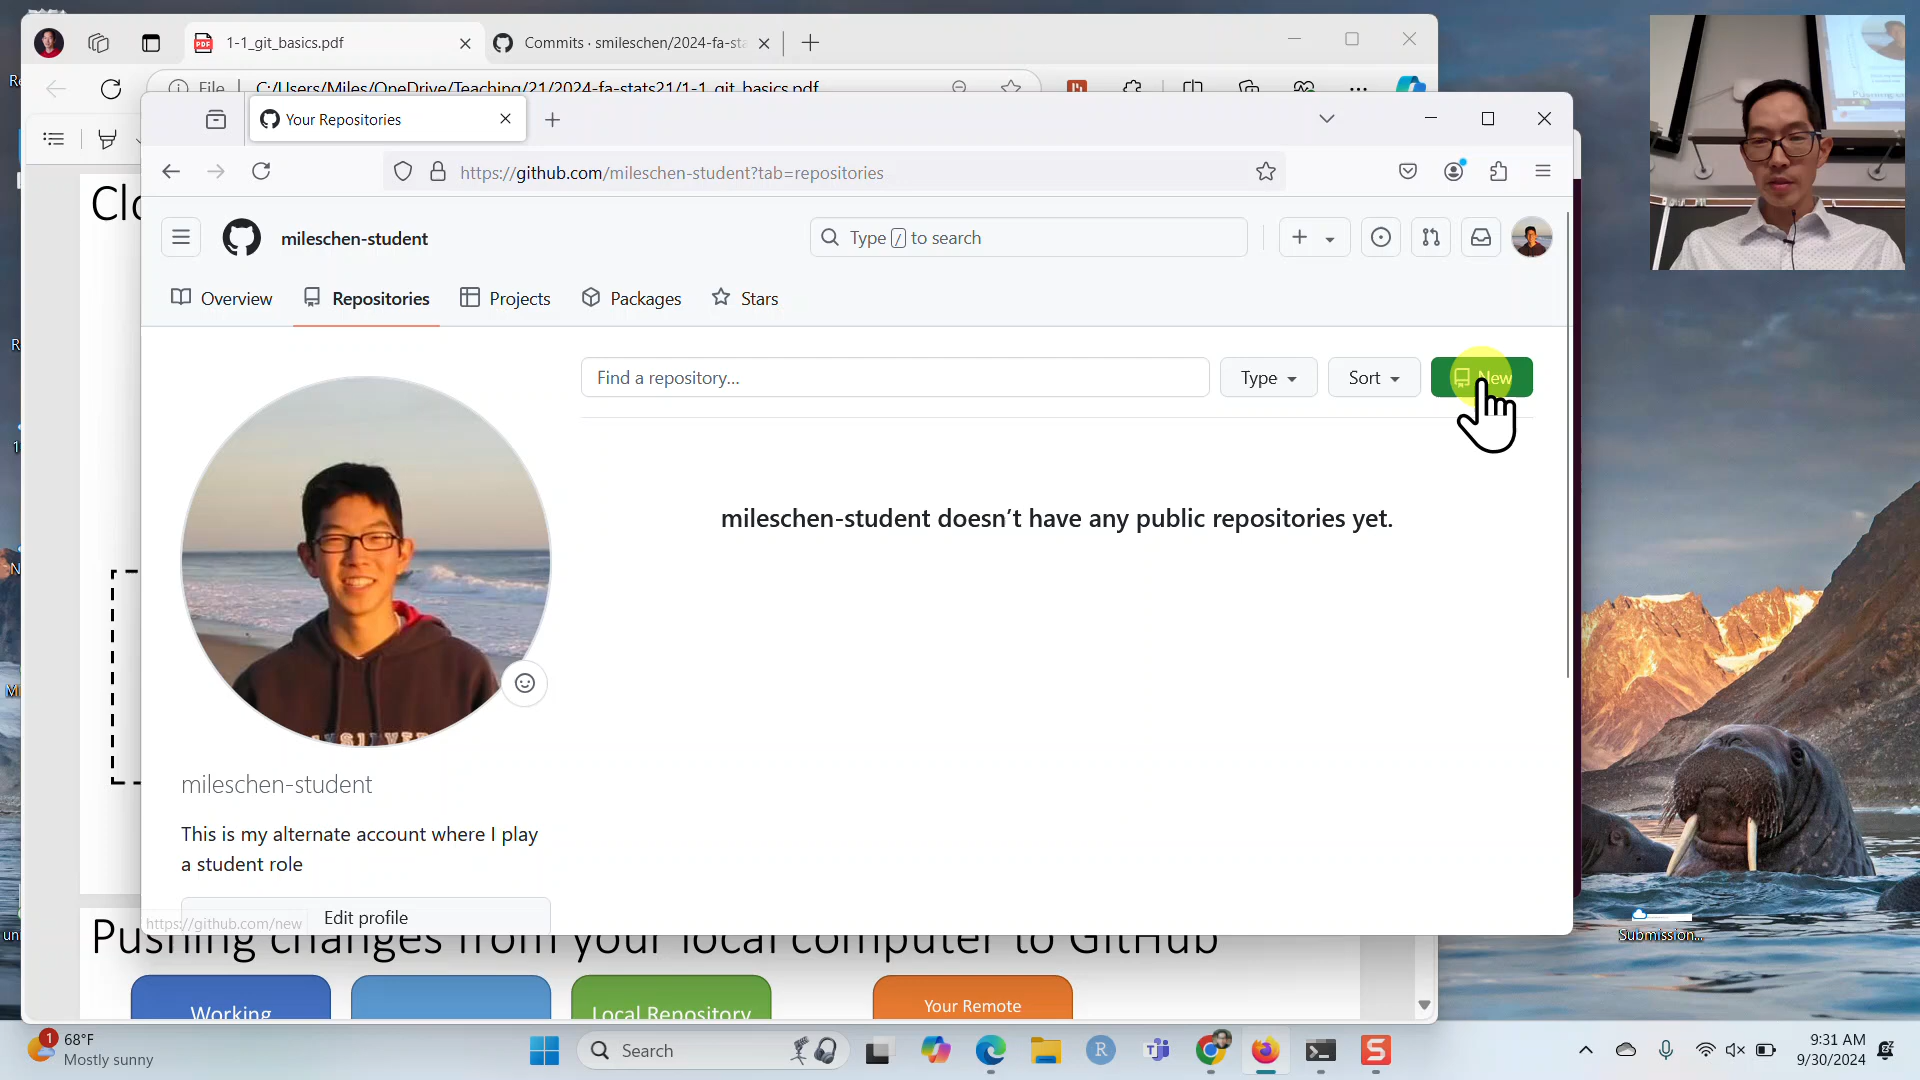 1-1_git_basics.pdf
Commits · smileschen/2024-fa-sta
File
C:/Users/Miles/OneDrive/Teaching/21/2024-fa-stats21/1-1_git_basics.pdf
Your Repositories
https://github.com/mileschen-student?tab=repositories
mileschen-student
Type / to search
Overview
Repositories
Projects
Packages
Stars
Find a repository...
Type
Sort
New
mileschen-student doesn't have any public repositories yet.
mileschen-student
This is my alternate account where I play
a student role
Edit profile
https://github.com/new
Pushing changes from your local computer to GitHub
Working
Local Repository
Your Remote
Submission...
1
68°F
Mostly sunny
Search
9:31 AM
9/30/2024